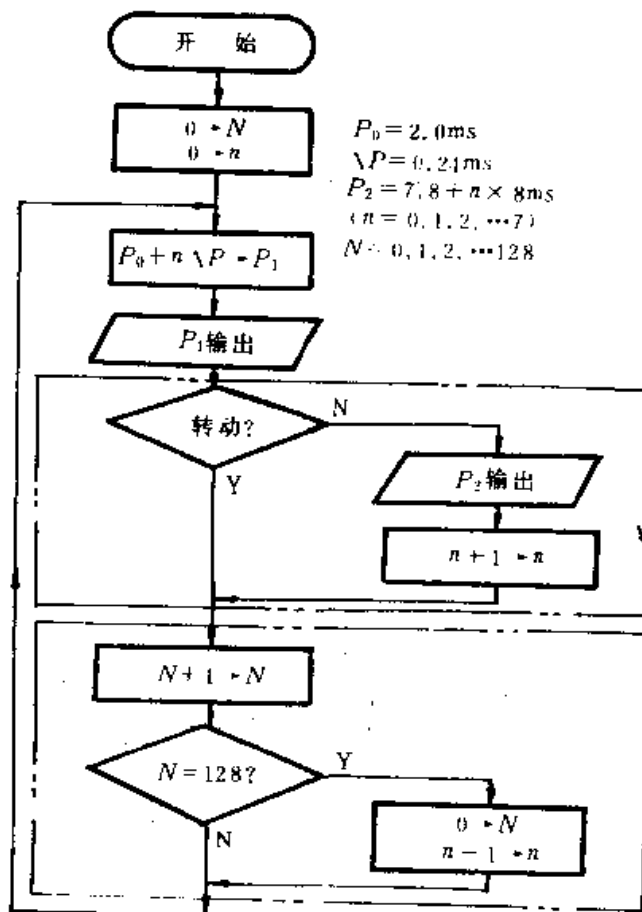 开 始
0→N
0→n
P₀=2.0ms
\P=0.24ms
P₂=7.8+n×8ms
(n=0,1,2,…7)
N=0,1,2,…128
P₀+n\P→P₁
P₁输出
转动?
N
Y
P₂输出
n+1→n
N+1→N
N=128?
Y
N
0→N
n-1→n